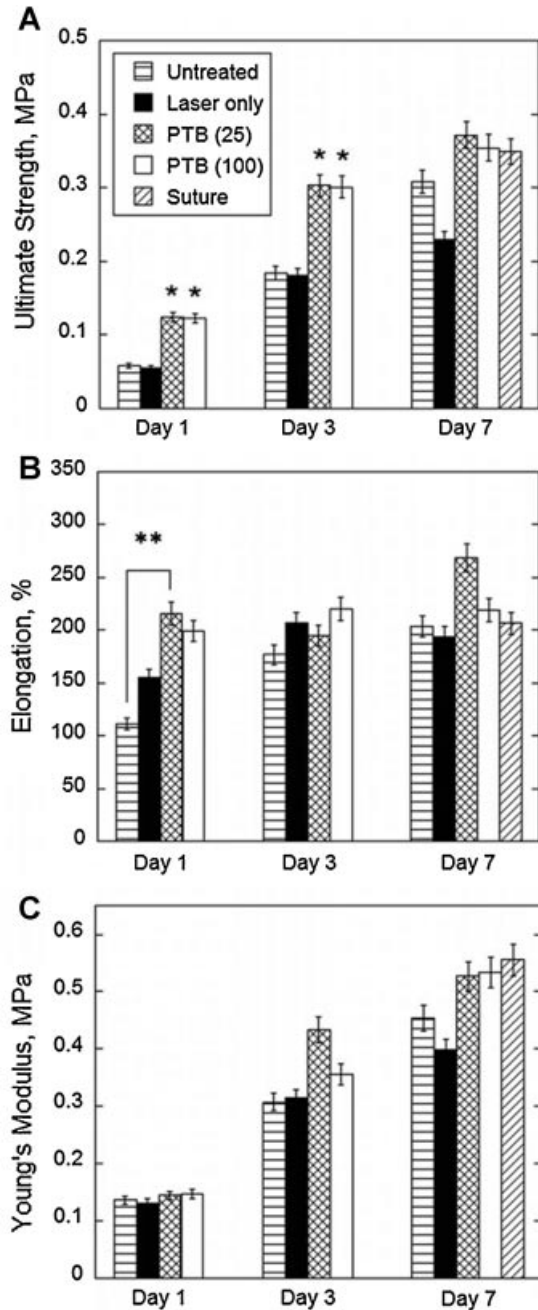 A
Ultimate Strength, MPa
0.5
0.4
0.3
0.2
0.1
0
Untreated
Laser only
PTB (25)
PTB (100)
Suture
* *
* *
Day 1 Day 3 Day 7
B
Elongation, %
350
300
250
200
150
100
50
0
**
Day 1 Day 3 Day 7
C
Young's Modulus, MPa
0.6
0.5
0.4
0.3
0.2
0.1
0
Day 1 Day 3 Day 7